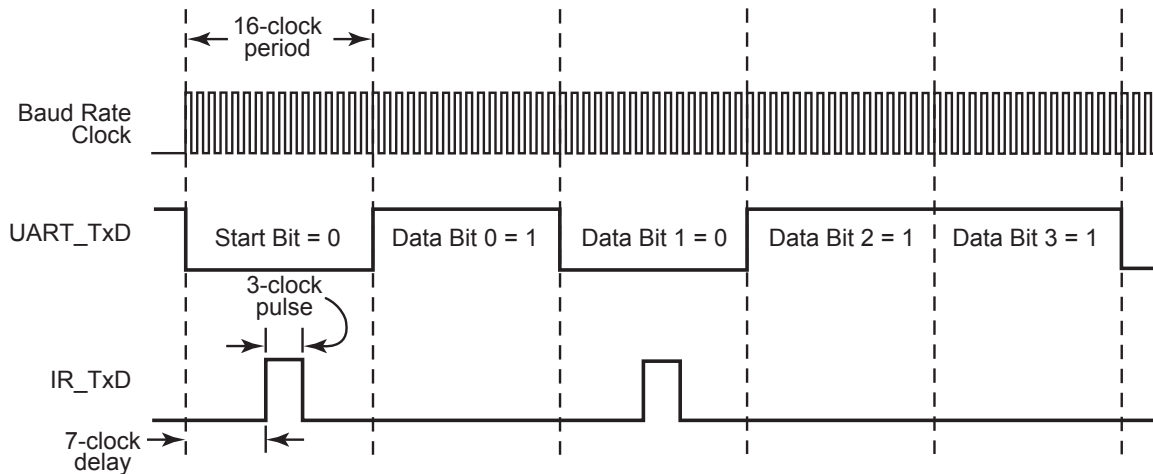 16-clock
period
Baud Rate
Clock
UART_TxD
Start Bit = 0
Data Bit 0 = 1
Data Bit 1 = 0
Data Bit 2 = 1
Data Bit 3 = 1
3-clock
pulse
IR_TxD
7-clock
delay